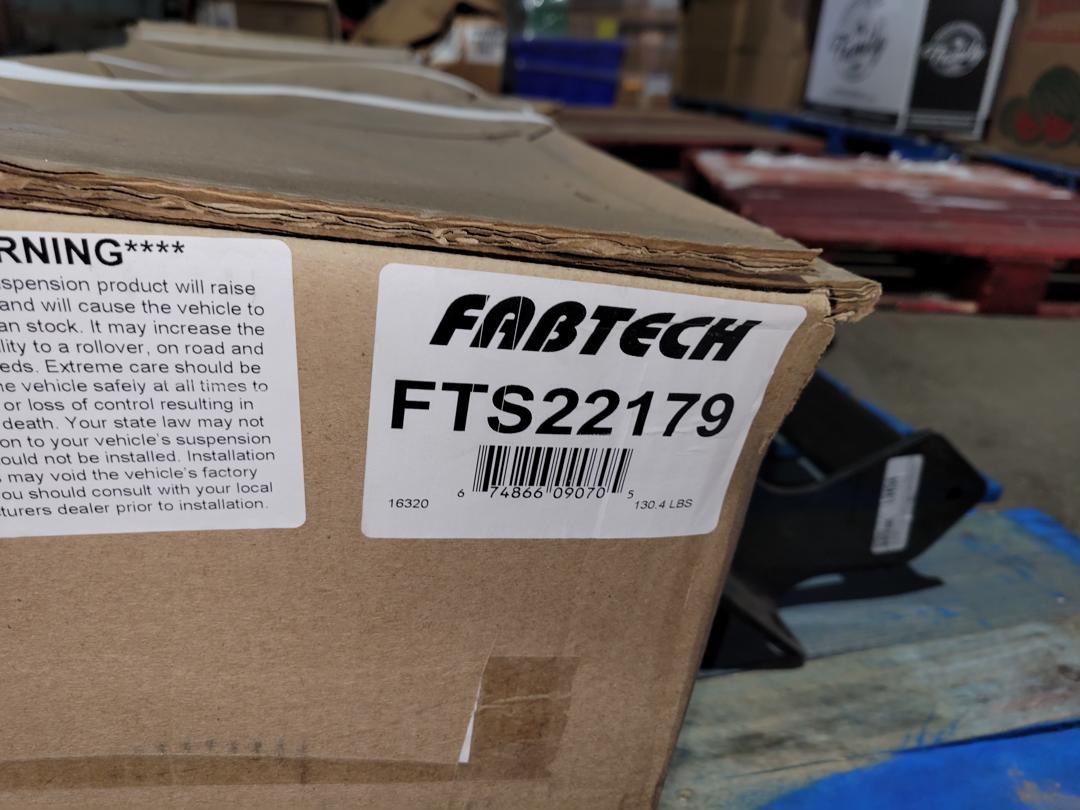 RNING****
spension product will raise
and will cause the vehicle to
an stock. It may increase the
lity to a rollover, on road and
eds. Extreme care should be
ne vehicle safely at all times to
or loss of control resulting in
death. Your state law may not
on to your vehicle's suspension
ould not be installed. Installation
may void the vehicle's factory
ou should consult with your local
cturers dealer prior to installation.
FABTECH
FTS22179
6 74866 09070 5
16320
130.4 LBS